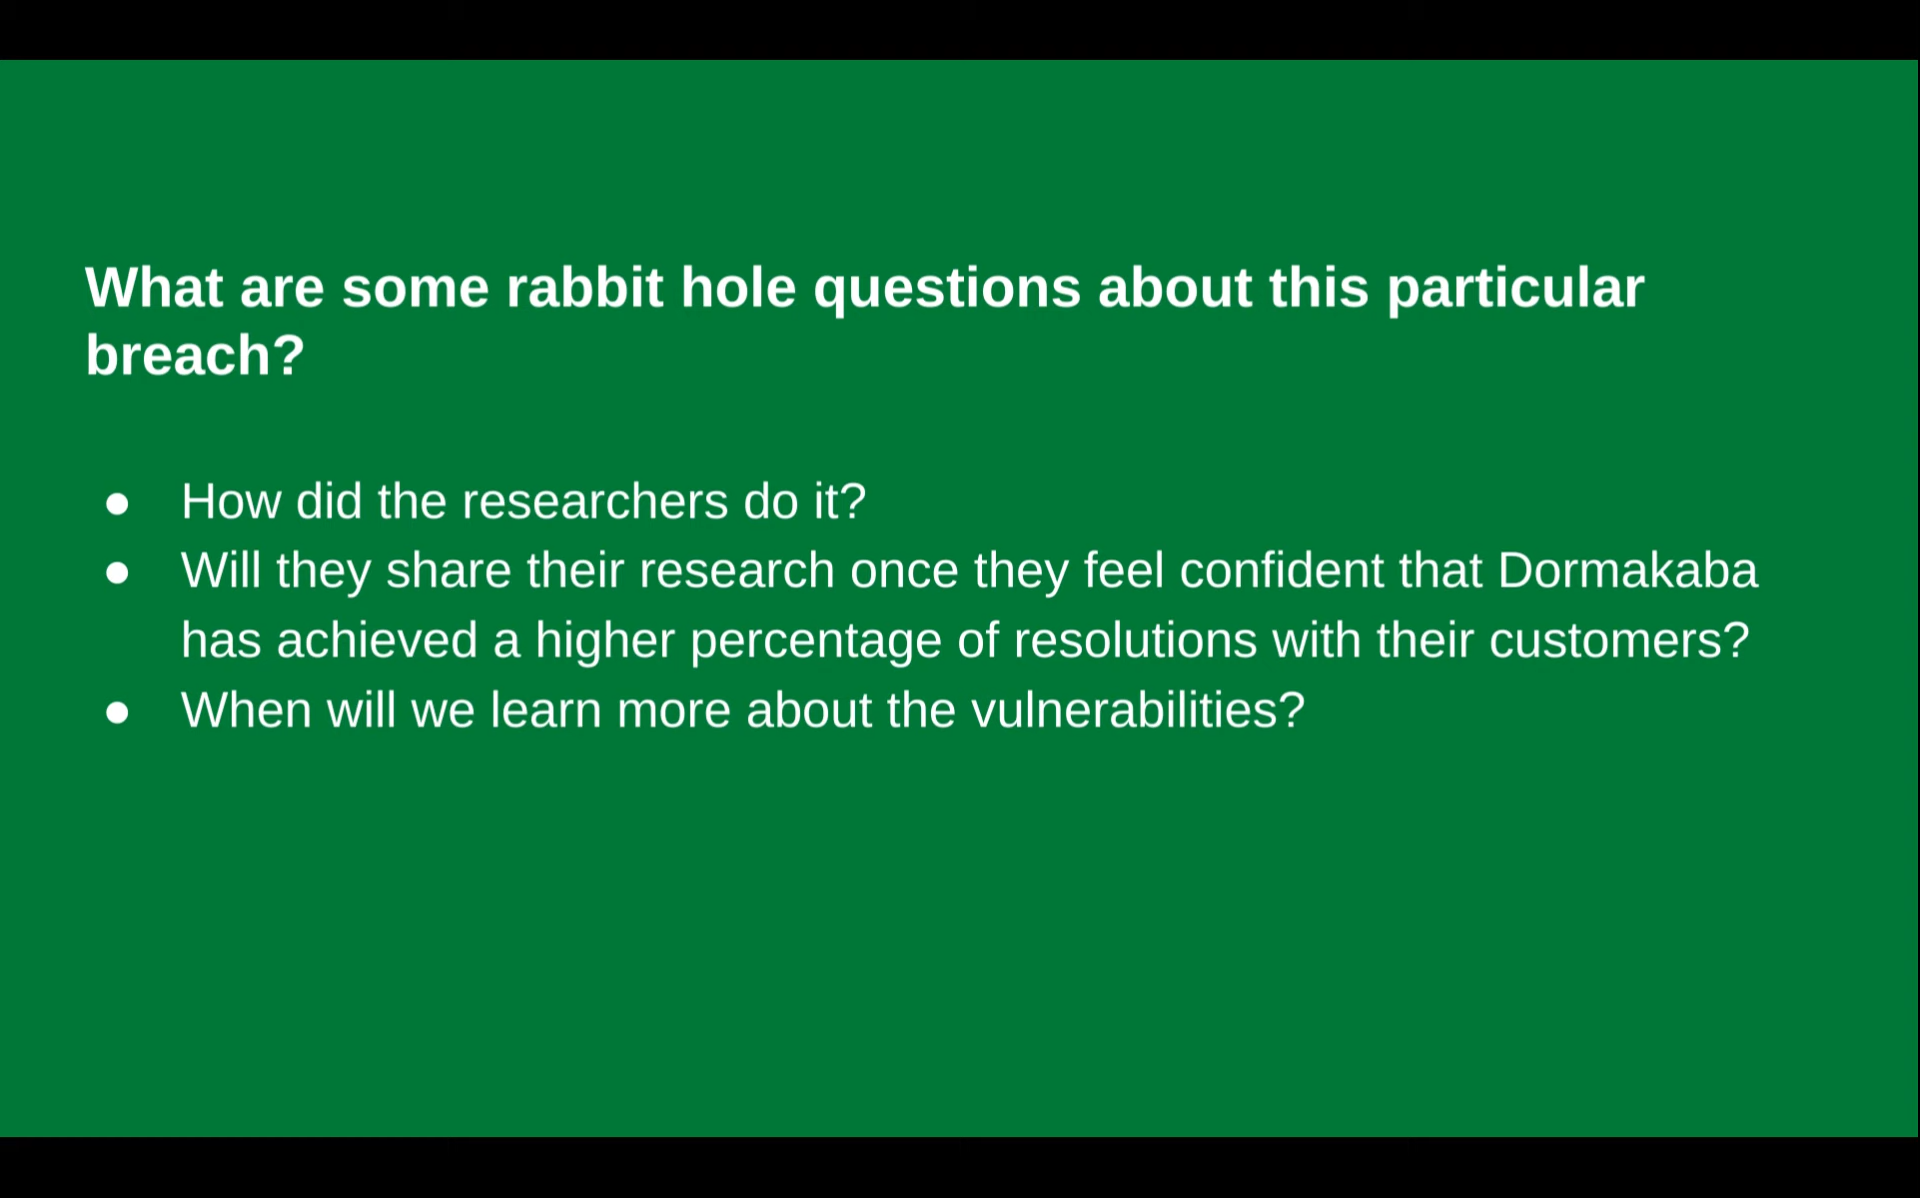 What are some rabbit hole questions about this particular
breach?
● How did the researchers do it?
● Will they share their research once they feel confident that Dormakaba
has achieved a higher percentage of resolutions with their customers?
● When will we learn more about the vulnerabilities?